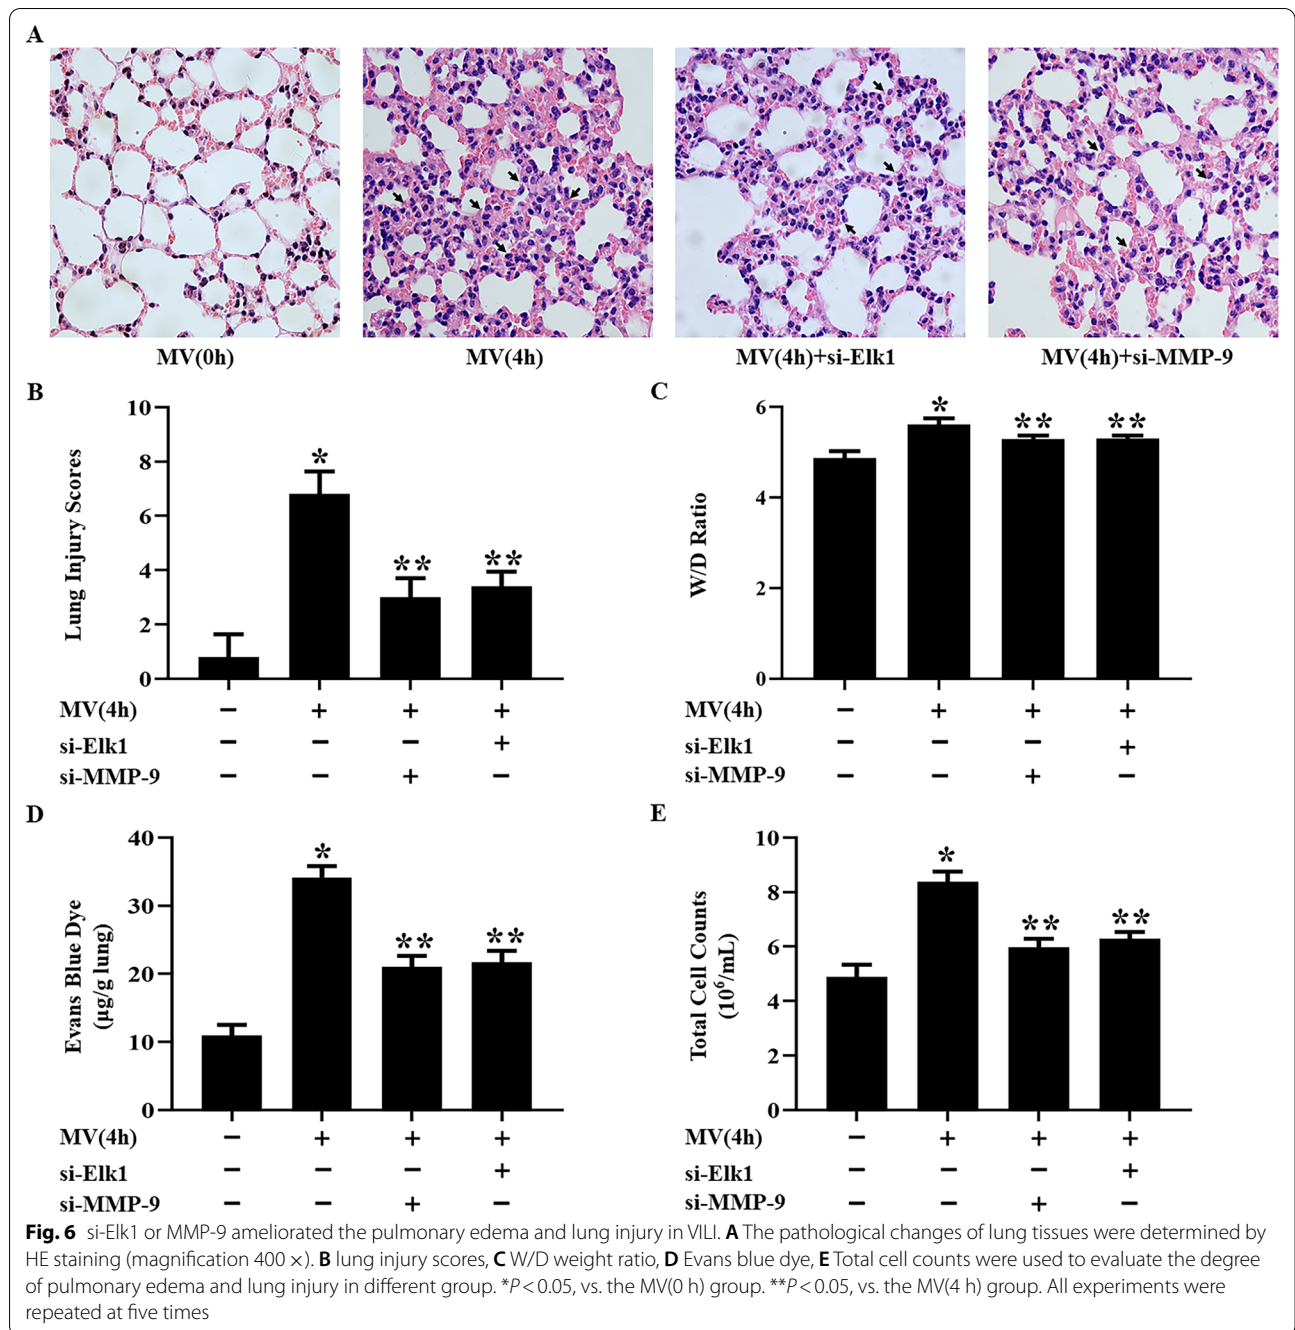 A
MV(0h) MV(4h) MV(4h)+si-Elk1 MV(4h)+si-MMP-9
B
Lung Injury Scores
10
8
6
4
2
0
* ** **
MV(4h) − + + +
si-Elk1 − − − +
si-MMP-9 − − + −
C
W/D Ratio
6
4
2
0
* ** **
MV(4h) − + + +
si-Elk1 − − − +
si-MMP-9 − − + −
D
Evans Blue Dye
(μg/g lung)
40
30
20
10
0
* ** **
MV(4h) − + + +
si-Elk1 − − − +
si-MMP-9 − − + −
E
Total Cell Counts
(10⁶/mL)
10
8
6
4
2
0
* ** **
MV(4h) − + + +
si-Elk1 − − − +
si-MMP-9 − − + −
Fig. 6 si-Elk1 or MMP-9 ameliorated the pulmonary edema and lung injury in VILI. A The pathological changes of lung tissues were determined by
HE staining (magnification 400 ×). B lung injury scores, C W/D weight ratio, D Evans blue dye, E Total cell counts were used to evaluate the degree
of pulmonary edema and lung injury in different group. *P < 0.05, vs. the MV(0 h) group. **P < 0.05, vs. the MV(4 h) group. All experiments were
repeated at five times